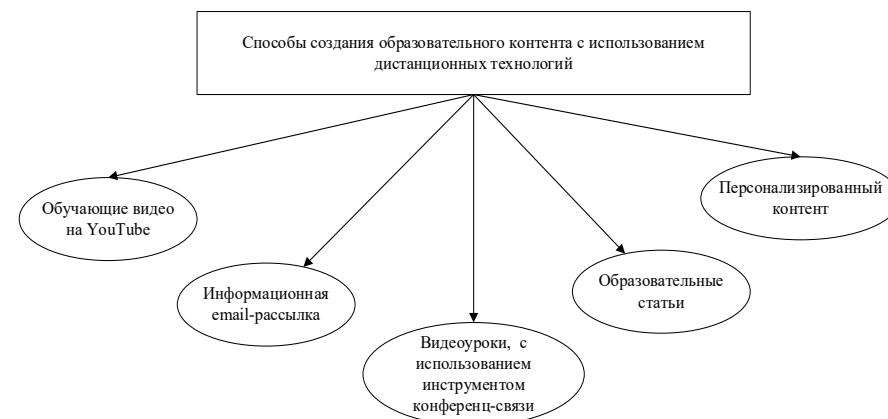 Способы создания образовательного контента с использованием
дистанционных технологий
Обучающие видео
на YouTube
Информационная
email-рассылка
Видеоуроки, с
использованием
инструментом
конференц-связи
Образовательные
статьи
Персонализированный
контент